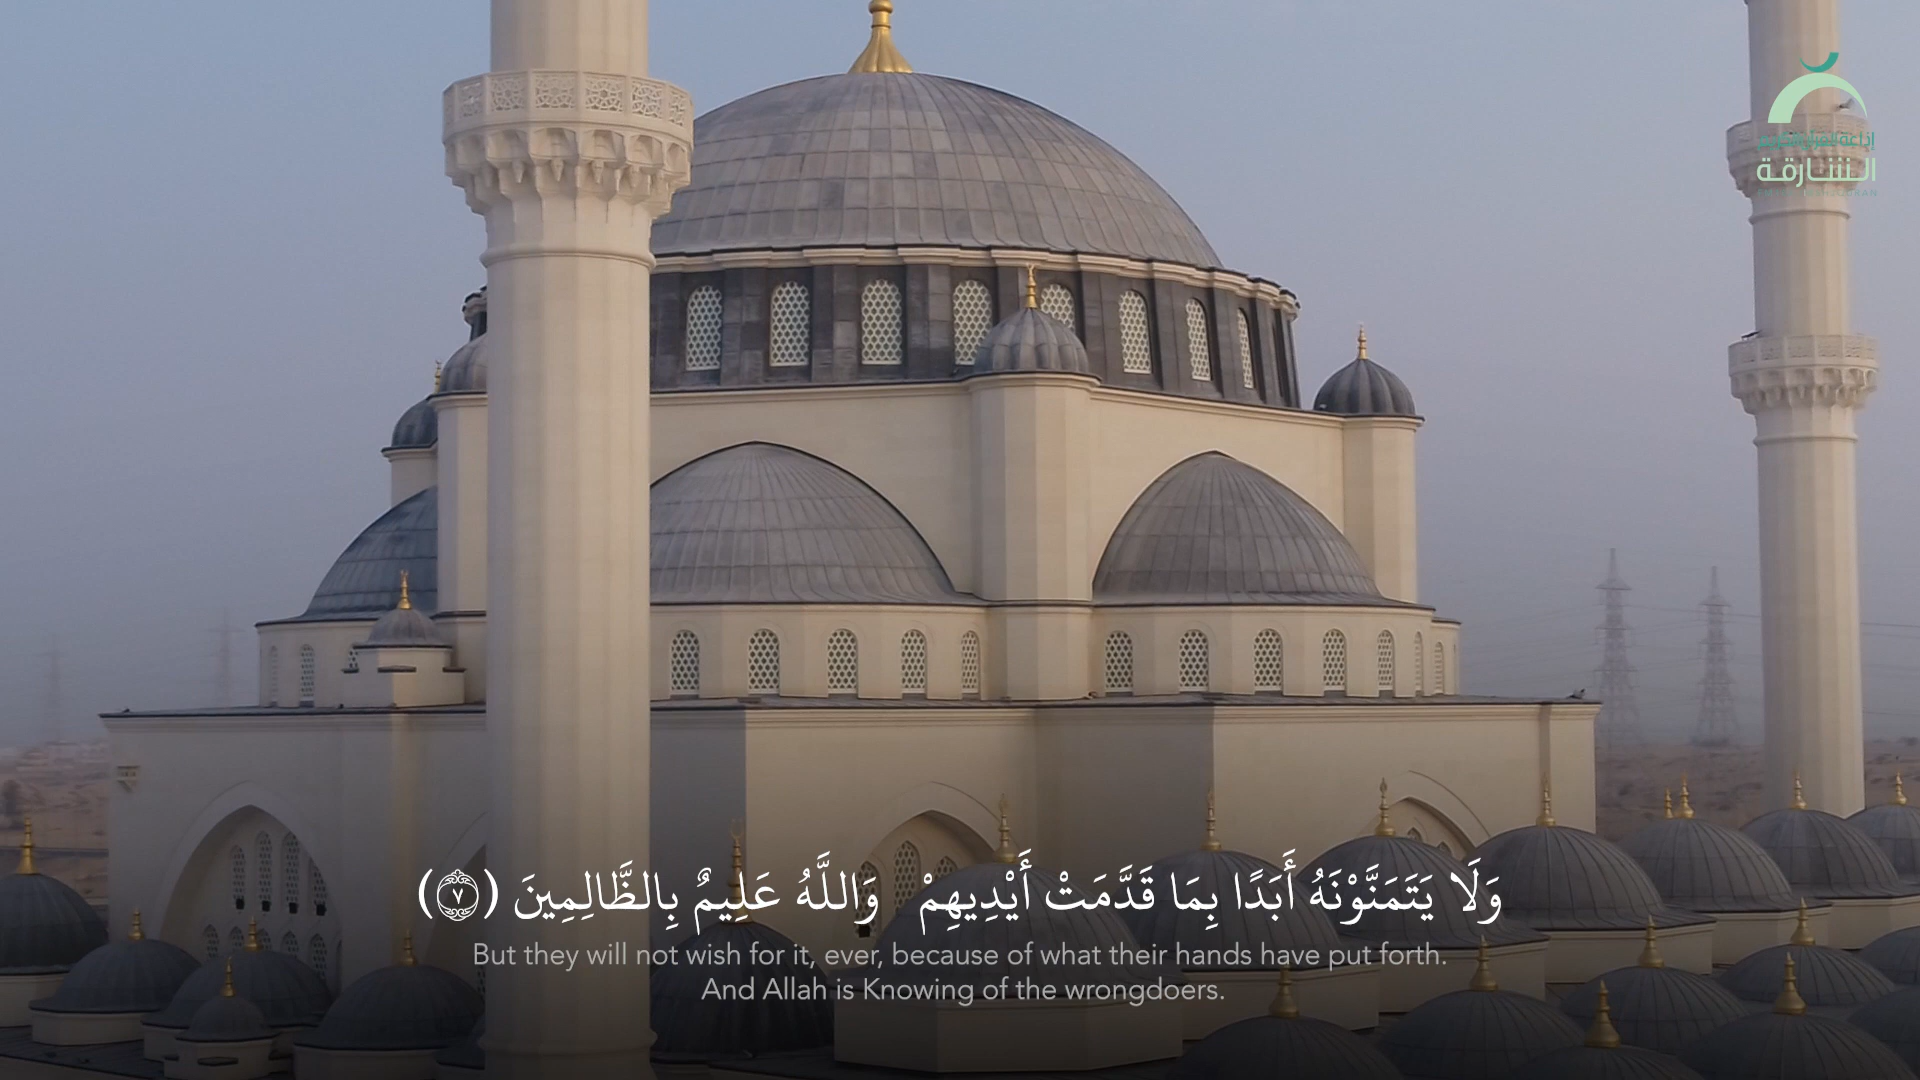 إذاعة القرآن الكريم
الشارقة
وَلَا يَتَمَنَّوْنَهُ أَبَدًا بِمَا قَدَّمَتْ أَيْدِيهِمْ وَاللَّهُ عَلِيمٌ بِالظَّالِمِينَ (٧)
But they will not wish for it, ever, because of what their hands have put forth.
And Allah is Knowing of the wrongdoers.